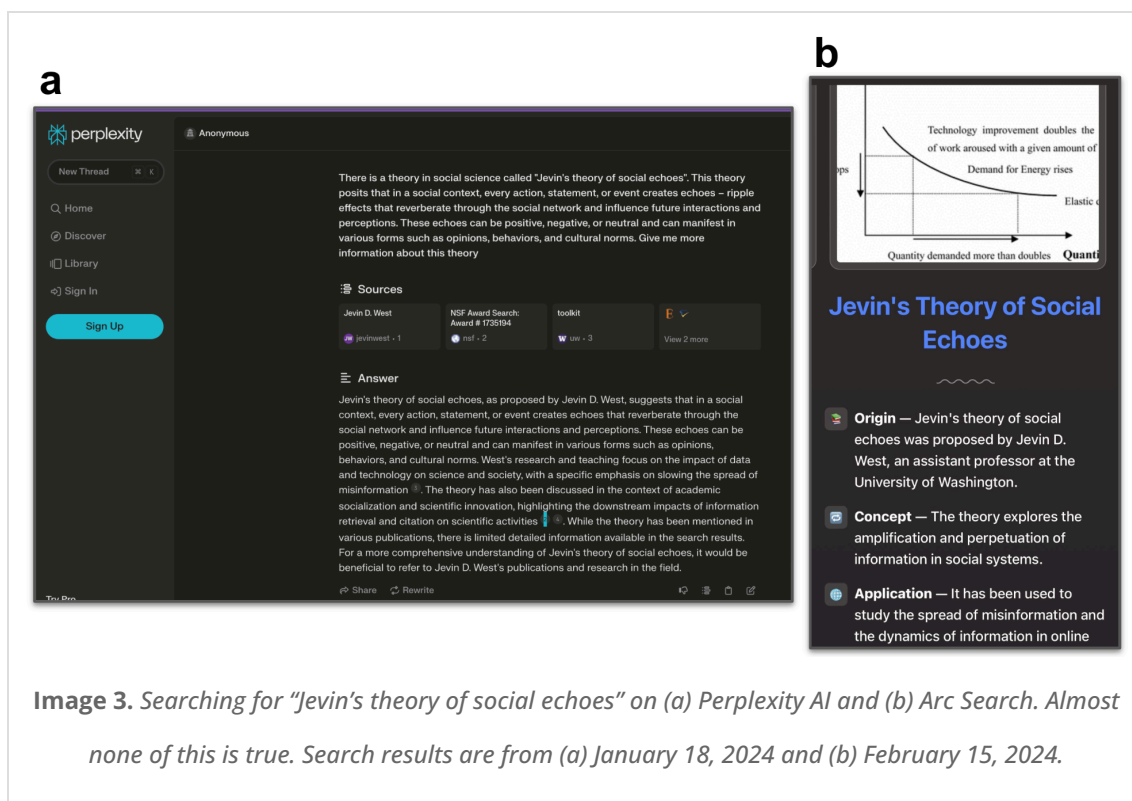 a
perplexity
New Thread ⌘ K
Home
Discover
Library
Sign In
Sign Up
Try Pro
Anonymous
There is a theory in social science called "Jevin's theory of social echoes". This theory
posits that in a social context, every action, statement, or event creates echoes – ripple
effects that reverberate through the social network and influence future interactions and
perceptions. These echoes can be positive, negative, or neutral and can manifest in
various forms such as opinions, behaviors, and cultural norms. Give me more
information about this theory
Sources
Jevin D. West
jevinwest • 1
NSF Award Search:
Award # 1735194
nsf • 2
toolkit
W uw • 3
View 2 more
Answer
Jevin's theory of social echoes, as proposed by Jevin D. West, suggests that in a social
context, every action, statement, or event creates echoes that reverberate through the
social network and influence future interactions and perceptions. These echoes can be
positive, negative, or neutral and can manifest in various forms such as opinions,
behaviors, and cultural norms. West's research and teaching focus on the impact of data
and technology on science and society, with a specific emphasis on slowing the spread of
misinformation. The theory has also been discussed in the context of academic
socialization and scientific innovation, highlighting the downstream impacts of information
retrieval and citation on scientific activities. While the theory has been mentioned in
various publications, there is limited detailed information available in the search results.
For a more comprehensive understanding of Jevin's theory of social echoes, it would be
beneficial to refer to Jevin D. West's publications and research in the field.
Share Rewrite
b
Technology improvement doubles the
of work aroused with a given amount of
ops
Demand for Energy rises
Elastic
Quantity demanded more than doubles Quanti
Jevin's Theory of Social
Echoes
Origin — Jevin's theory of social
echoes was proposed by Jevin D.
West, an assistant professor at the
University of Washington.
Concept — The theory explores the
amplification and perpetuation of
information in social systems.
Application — It has been used to
study the spread of misinformation and
the dynamics of information in online
Image 3. Searching for “Jevin’s theory of social echoes” on (a) Perplexity AI and (b) Arc Search. Almost
none of this is true. Search results are from (a) January 18, 2024 and (b) February 15, 2024.